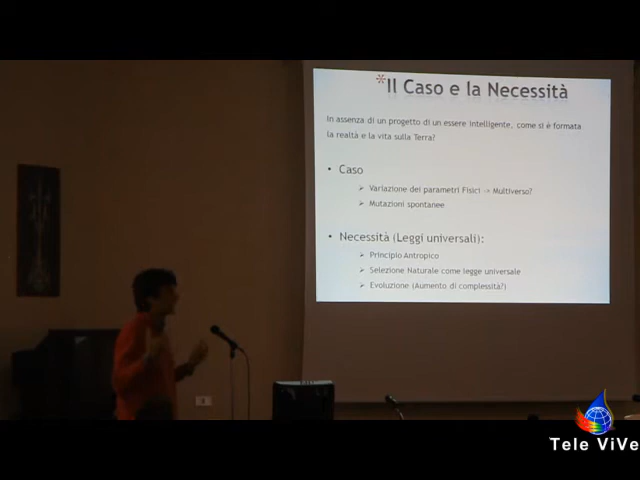 *Il Caso e la Necessità
In assenza di un progetto di un essere intelligente, come si è formata
la realtà e la vita sulla Terra?
• Caso
➢ Variazione dei parametri Fisici -> Multiverso?
➢ Mutazioni spontanee
• Necessità (Leggi universali):
➢ Principio Antropico
➢ Selezione Naturale come legge universale
➢ Evoluzione (Aumento di complessità?)
Tele ViVe